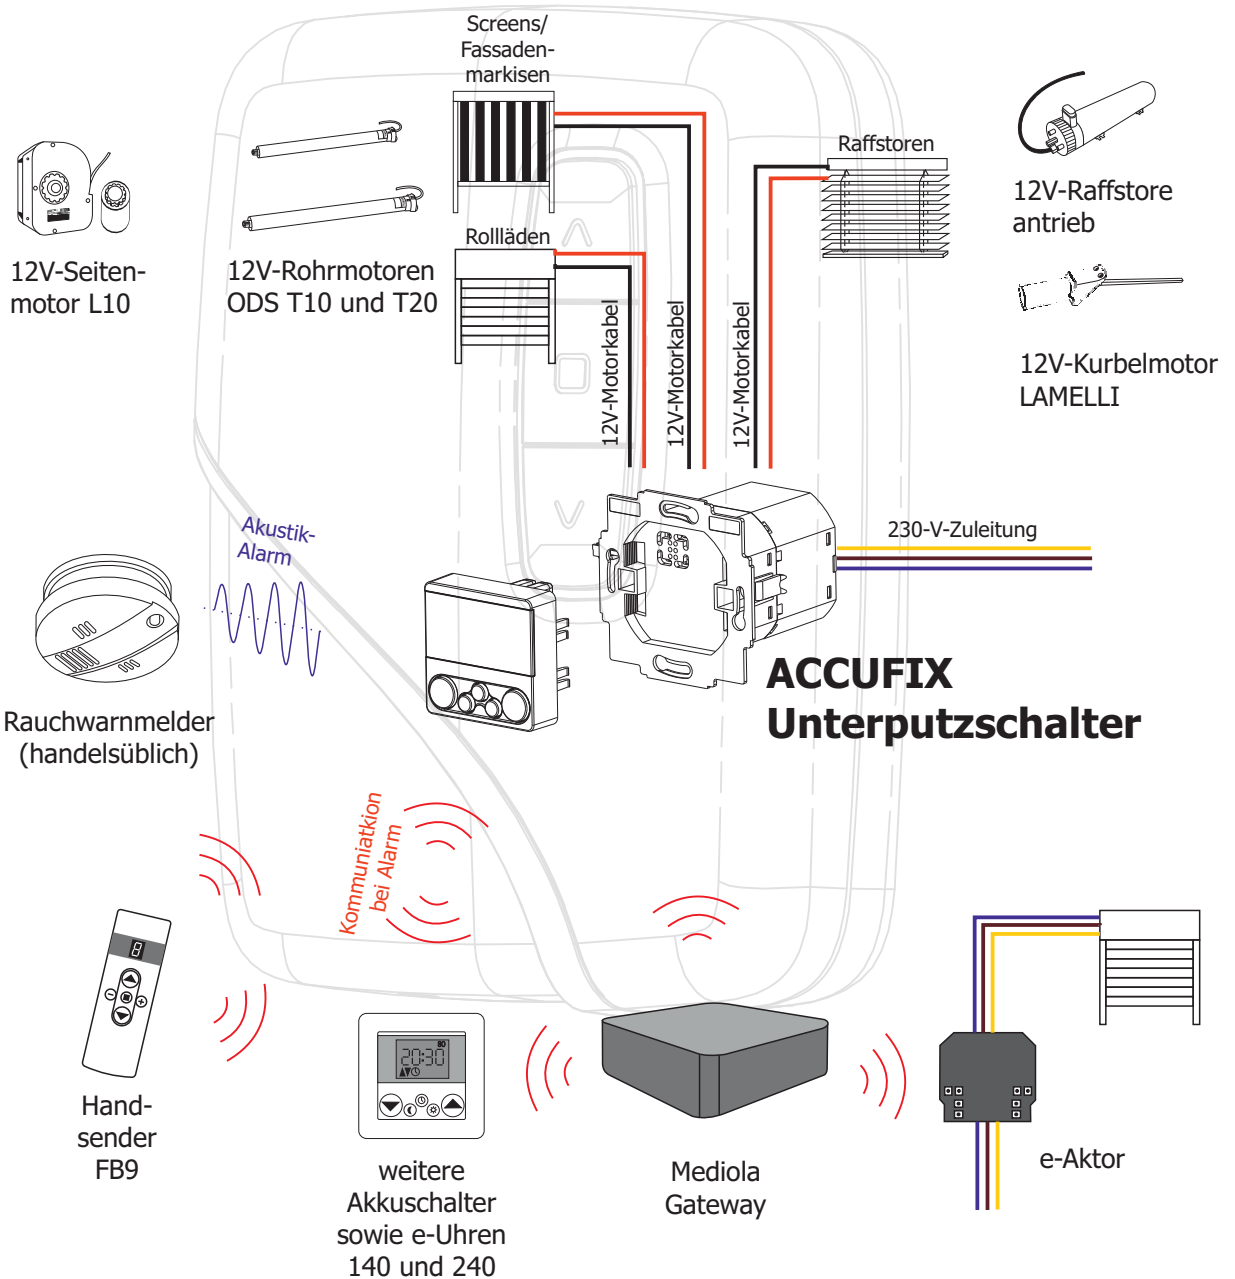 Screens/
Fassaden-
markisen
Raffstoren
12V-Raffstore
antrieb
12V-Seiten-
motor L10
12V-Rohrmotoren
ODS T10 und T20
Rollläden
12V-Motorkabel
12V-Motorkabel
12V-Motorkabel
12V-Kurbelmotor
LAMELLI
Akustik-
Alarm
230-V-Zuleitung
ACCUFIX
Unterputzschalter
Rauchwarnmelder
(handelsüblich)
Kommuniatkion
bei Alarm
8
Hand-
sender
FB9
80
20:30
weitere
Akkuschalter
sowie e-Uhren
140 und 240
Mediola
Gateway
e-Aktor